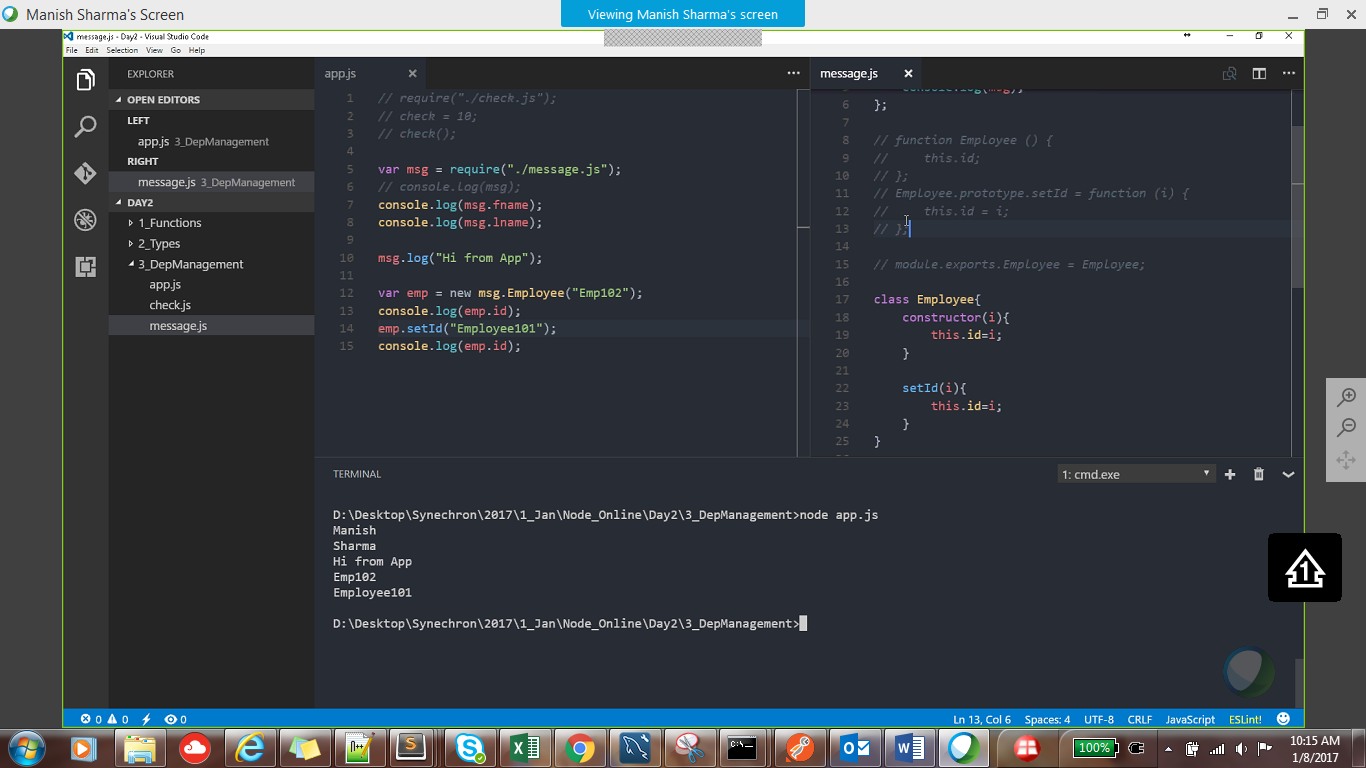 Manish Sharma's Screen
Viewing Manish Sharma's screen
message.js - Day2 - Visual Studio Code
File Edit Selection View Go Help
EXPLORER
OPEN EDITORS
LEFT
app.js 3_DepManagement
RIGHT
message.js 3_DepManagement
DAY2
1_Functions
2_Types
3_DepManagement
app.js
check.js
message.js
app.js
1 // require("./check.js");
2 // check = 10;
3 // check();
4
5 var msg = require("./message.js");
6 // console.log(msg);
7 console.log(msg.fname);
8 console.log(msg.lname);
9
10 msg.log("Hi from App");
11
12 var emp = new msg.Employee("Emp102");
13 console.log(emp.id);
14 emp.setId("Employee101");
15 console.log(emp.id);
message.js
5 console.log(msg);
6 };
7
8 // function Employee () {
9 //     this.id;
10 // };
11 // Employee.prototype.setId = function (i) {
12 //     this.id = i;
13 // };
14
15 // module.exports.Employee = Employee;
16
17 class Employee{
18     constructor(i){
19         this.id=i;
20     }
21
22     setId(i){
23         this.id=i;
24     }
25 }
TERMINAL
1: cmd.exe
D:\Desktop\Synechron\2017\1_Jan\Node_Online\Day2\3_DepManagement>node app.js
Manish
Sharma
Hi from App
Emp102
Employee101
D:\Desktop\Synechron\2017\1_Jan\Node_Online\Day2\3_DepManagement>
0 0 0
Ln 13, Col 6 Spaces: 4 UTF-8 CRLF JavaScript ESLint!
1
100%
10:15 AM
1/8/2017